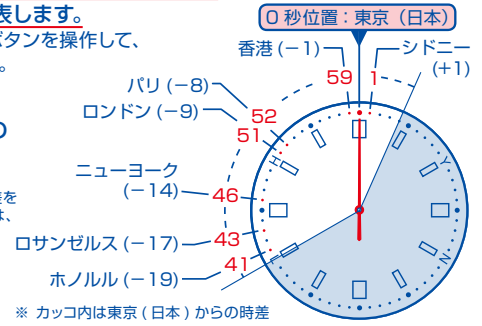 表します。
ボタンを操作して、
。
の
を
は、
0 秒位置：東京（日本）
香港 (−1)
シドニー
(+1)
59
1
パリ (−8)
52
ロンドン (−9)
51
ニューヨーク
(−14)
46
ロサンゼルス (−17)
43
ホノルル (−19)
41
H
Y
N
※ カッコ内は東京 ( 日本 ) からの時差